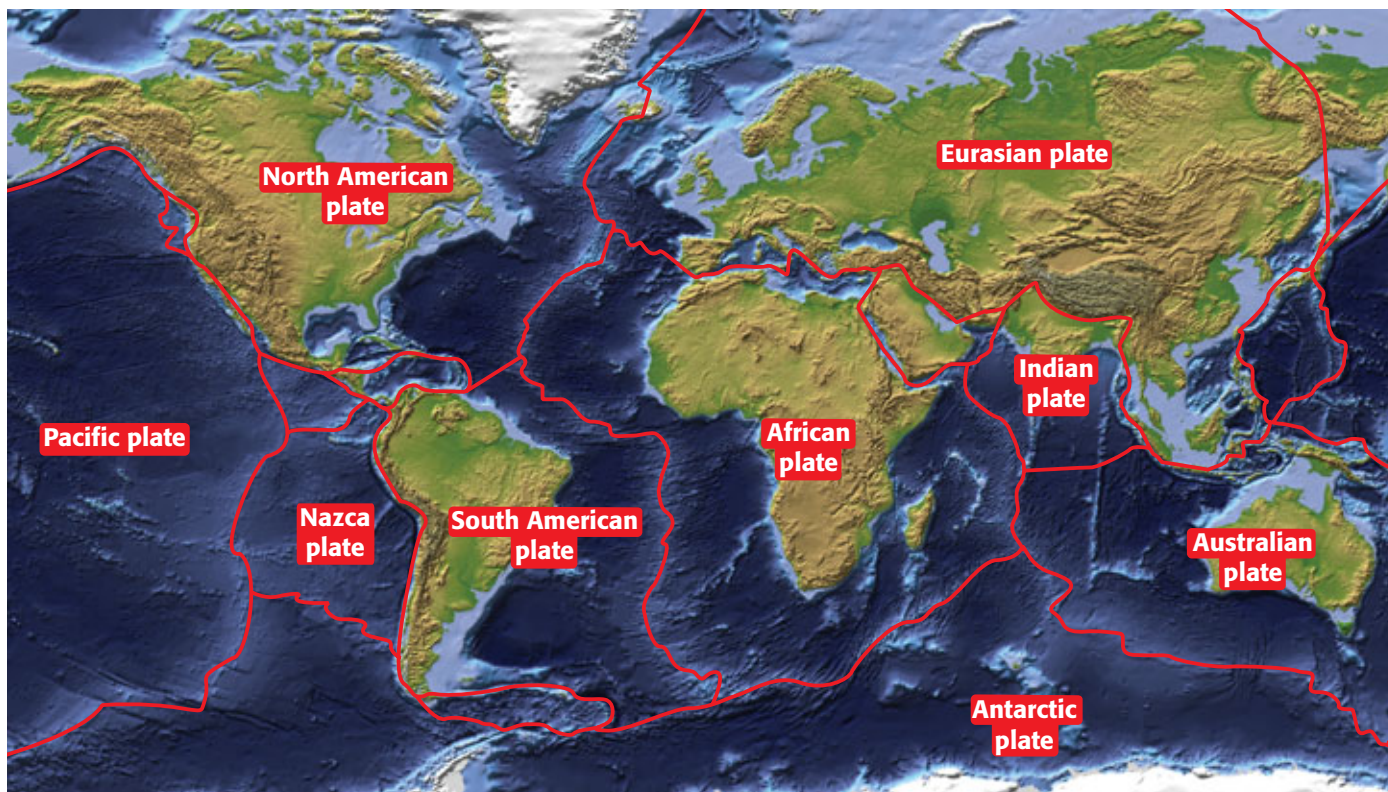 North American
plate
Eurasian plate
Pacific plate
Nazca
plate
South American
plate
African
plate
Indian
plate
Australian
plate
Antarctic
plate